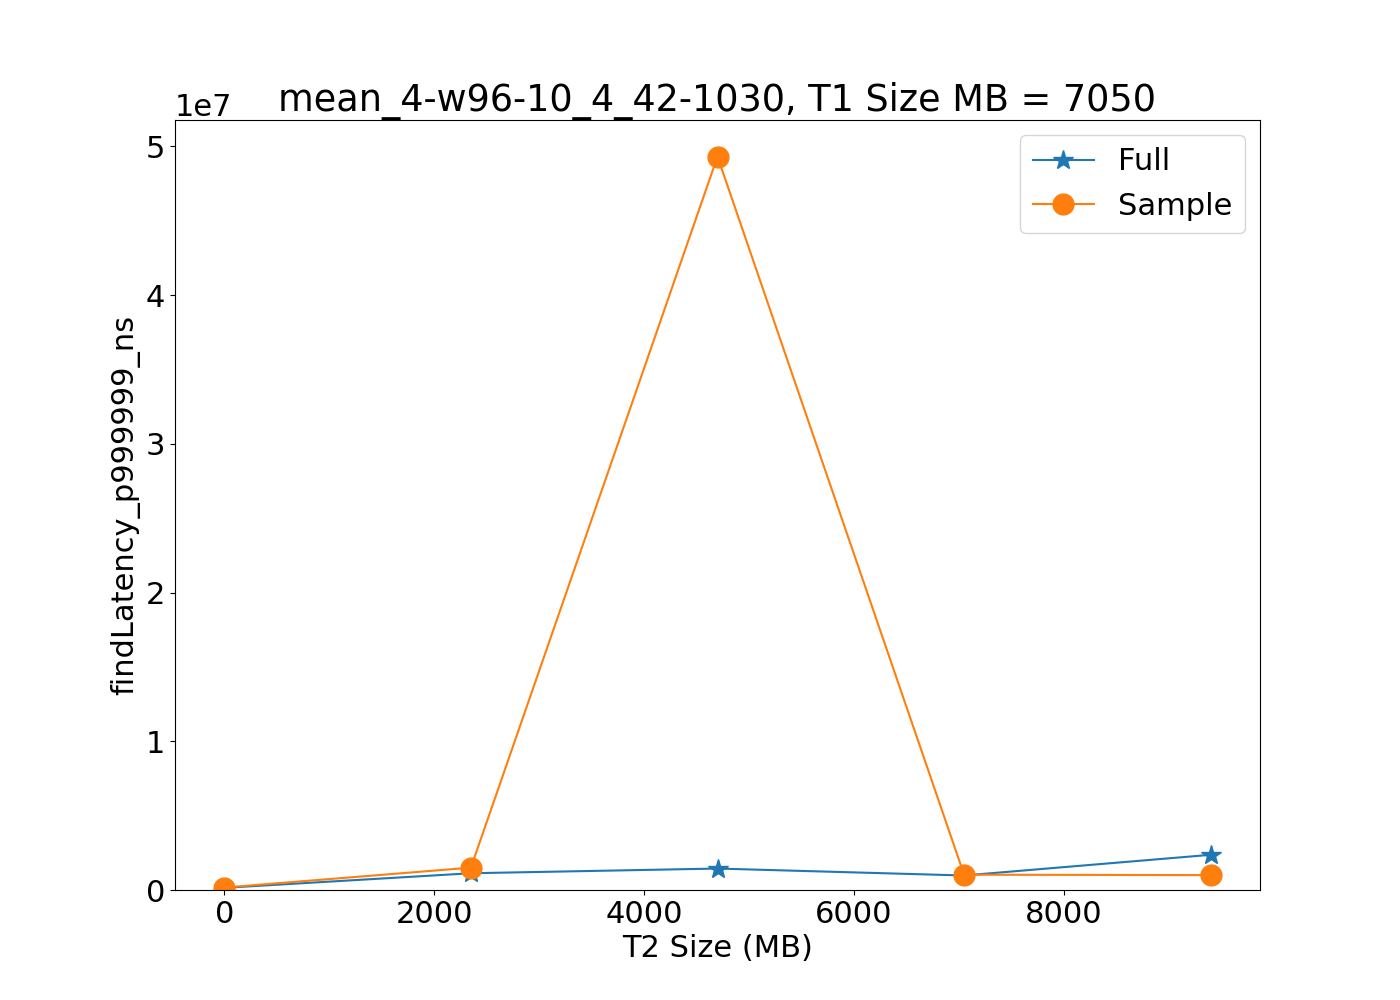 mean_4-w96-10_4_42-1030, T1 Size MB = 7050
1e7
Full
Sample
5
4
3
2
1
0
findLatency_p999999_ns
0 2000 4000 6000 8000
T2 Size (MB)